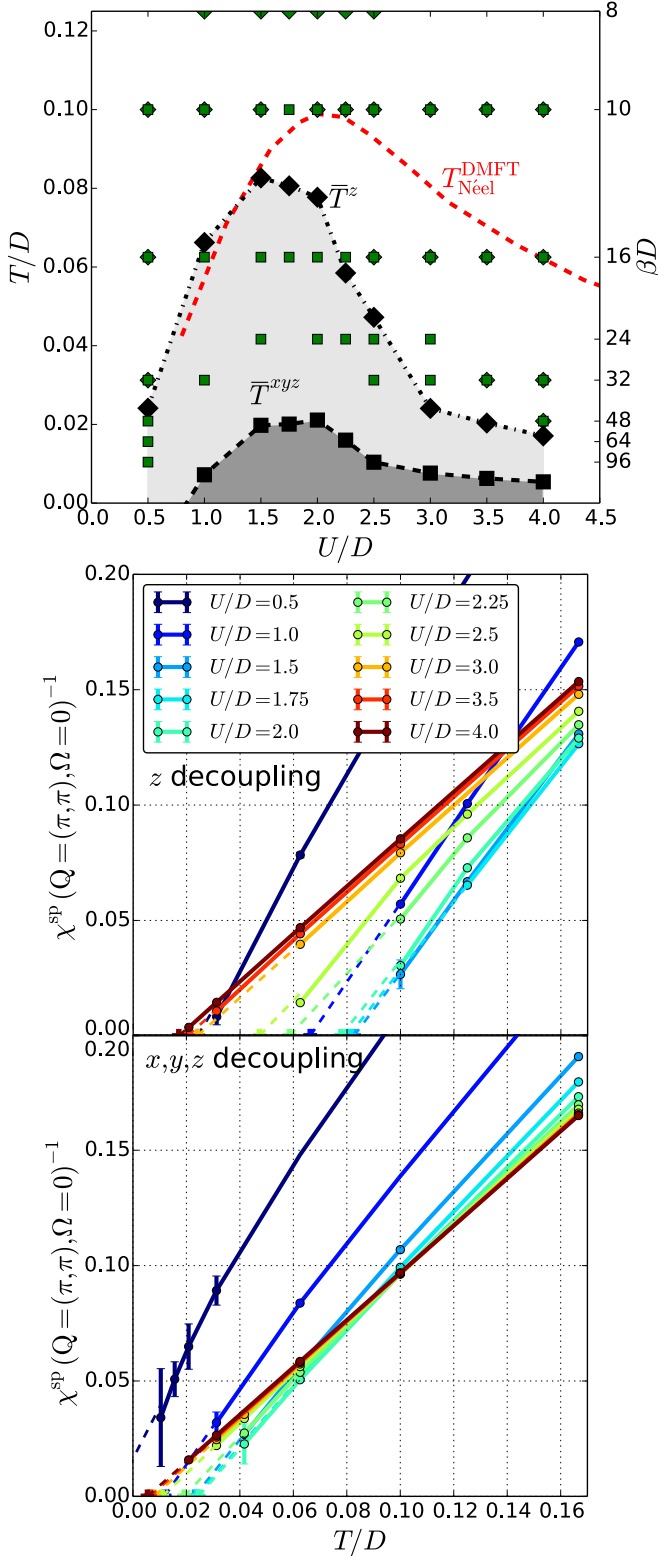 0.12
0.10
0.08
0.06
0.04
0.02
0.00
T/D
8
10
16
24
32
48
64
96
βD
T̅^z
T_Néel^DMFT
T̅^xyz
0.0 0.5 1.0 1.5 2.0 2.5 3.0 3.5 4.0 4.5
U/D
0.20
0.15
0.10
0.05
0.00
χ^sp(Q=(π,π),Ω=0)^−1
U/D=0.5
U/D=1.0
U/D=1.5
U/D=1.75
U/D=2.0
U/D=2.25
U/D=2.5
U/D=3.0
U/D=3.5
U/D=4.0
z decoupling
0.20
0.15
0.10
0.05
0.00
χ^sp(Q=(π,π),Ω=0)^−1
x,y,z decoupling
0.00 0.02 0.04 0.06 0.08 0.10 0.12 0.14 0.16
T/D